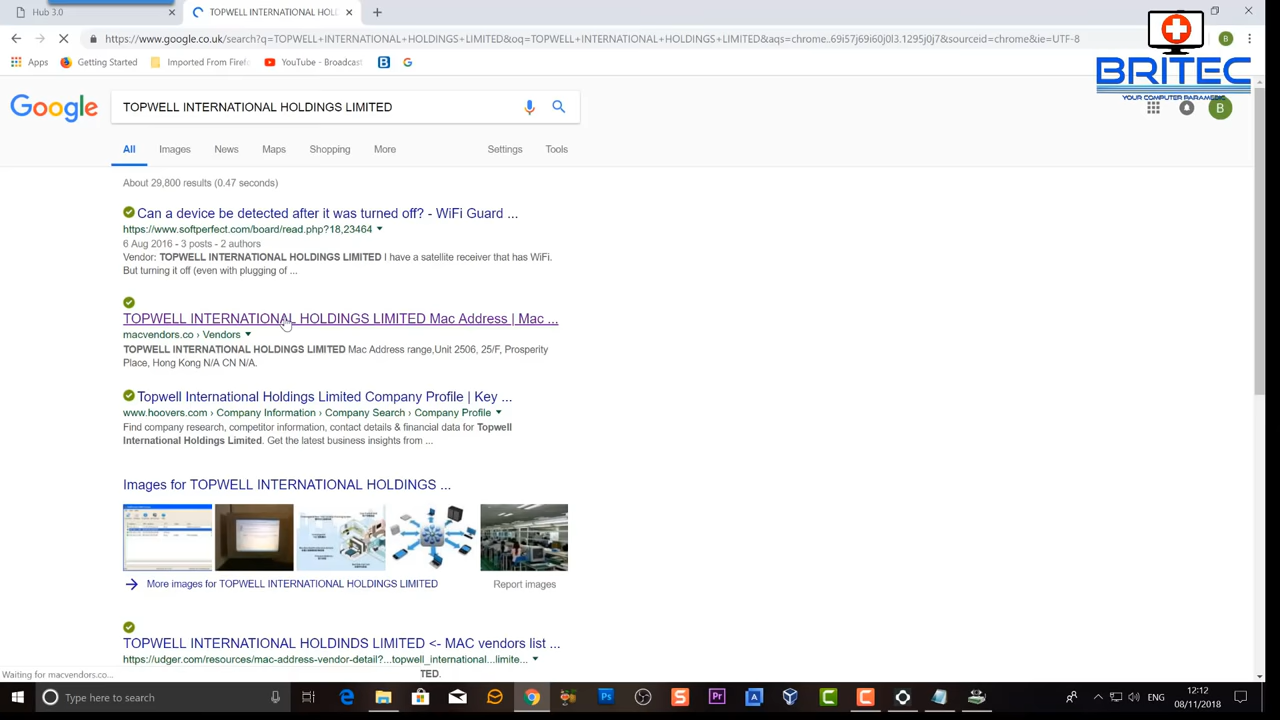 Hub 3.0
TOPWELL INTERNATIONAL HOL
https://www.google.co.uk/search?q=TOPWELL+INTERNATIONAL+HOLDINGS+LIMITED&oq=TOPWELL+INTERNATIONAL+HOLDINGS+LIMITED&aqs=chrome..69i57j69i60j0l3.1295j0j7&sourceid=chrome&ie=UTF-8
B
Apps
Getting Started
Imported From Firefo
YouTube - Broadcast
B
G
BRITEC
YOUR COMPUTER PARAMEDIC
Google
TOPWELL INTERNATIONAL HOLDINGS LIMITED
B
All
Images
News
Maps
Shopping
More
Settings
Tools
About 29,800 results (0.47 seconds)
Can a device be detected after it was turned off? - WiFi Guard ...
https://www.softperfect.com/board/read.php?18,23464
6 Aug 2016 - 3 posts - 2 authors
Vendor: TOPWELL INTERNATIONAL HOLDINGS LIMITED I have a satellite receiver that has WiFi.
But turning it off (even with plugging of ...
TOPWELL INTERNATIONAL HOLDINGS LIMITED Mac Address | Mac ...
macvendors.co › Vendors
TOPWELL INTERNATIONAL HOLDINGS LIMITED Mac Address range,Unit 2506, 25/F, Prosperity
Place, Hong Kong N/A CN N/A.
Topwell International Holdings Limited Company Profile | Key ...
www.hoovers.com › Company Information › Company Search › Company Profile
Find company research, competitor information, contact details & financial data for Topwell
International Holdings Limited. Get the latest business insights from ...
Images for TOPWELL INTERNATIONAL HOLDINGS ...
More images for TOPWELL INTERNATIONAL HOLDINGS LIMITED
Report images
TOPWELL INTERNATIONAL HOLDINDS LIMITED <- MAC vendors list ...
https://udger.com/resources/mac-address-vendor-detail?...topwell_international...limite...
TED.
Waiting for macvendors.co...
Type here to search
Ps
S
Pr
A
C
C
ENG
12:12
08/11/2018